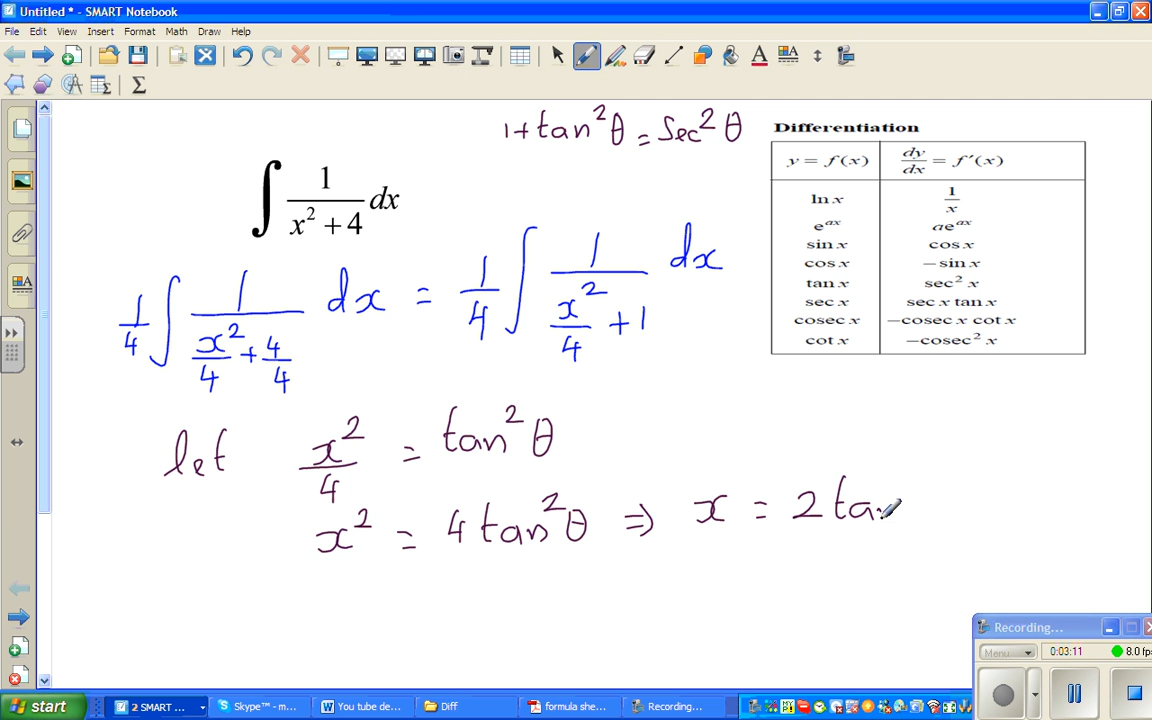 Untitled * - SMART Notebook
File Edit View Insert Format Math Draw Help
1+tan²θ = Sec²θ
∫ 1/(x² + 4) dx
Differentiation
y = f(x) dy/dx = f′(x)
ln x 1/x
e^ax ae^ax
sin x cos x
cos x −sin x
tan x sec² x
sec x sec x tan x
cosec x −cosec x cot x
cot x −cosec² x
1/4 ∫ 1/(x²/4 + 4/4) dx = 1/4 ∫ 1/(x²/4 + 1) dx
let x²/4 = tan²θ
x² = 4 tan²θ ⇒ x = 2 tan
Recording...
Menu 0:03:11 8.0 fp
start 2 SMART ... Skype™ - m... You tube de... Diff formula she... Recording...